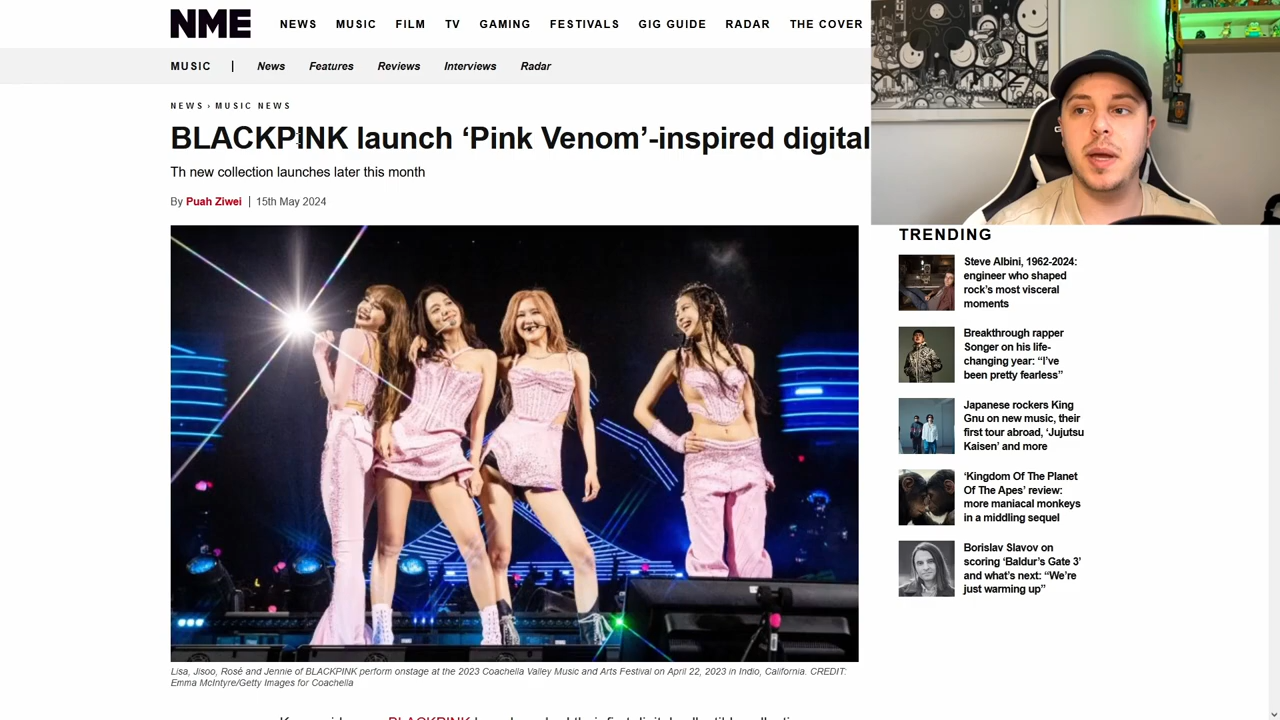 NME NEWS MUSIC FILM TV GAMING FESTIVALS GIG GUIDE RADAR THE COVER
MUSIC | News Features Reviews Interviews Radar
NEWS › MUSIC NEWS
BLACKPINK launch ‘Pink Venom’-inspired digital
Th new collection launches later this month
By Puah Ziwei | 15th May 2024
Lisa, Jisoo, Rosé and Jennie of BLACKPINK perform onstage at the 2023 Coachella Valley Music and Arts Festival on April 22, 2023 in Indio, California. CREDIT:
Emma McIntyre/Getty Images for Coachella
TRENDING
Steve Albini, 1962-2024:
engineer who shaped
rock’s most visceral
moments
Breakthrough rapper
Songer on his life-
changing year: “I’ve
been pretty fearless”
Japanese rockers King
Gnu on new music, their
first tour abroad, ‘Jujutsu
Kaisen’ and more
‘Kingdom Of The Planet
Of The Apes’ review:
more maniacal monkeys
in a middling sequel
Borislav Slavov on
scoring ‘Baldur’s Gate 3’
and what’s next: “We’re
just warming up”
BLACKPINK